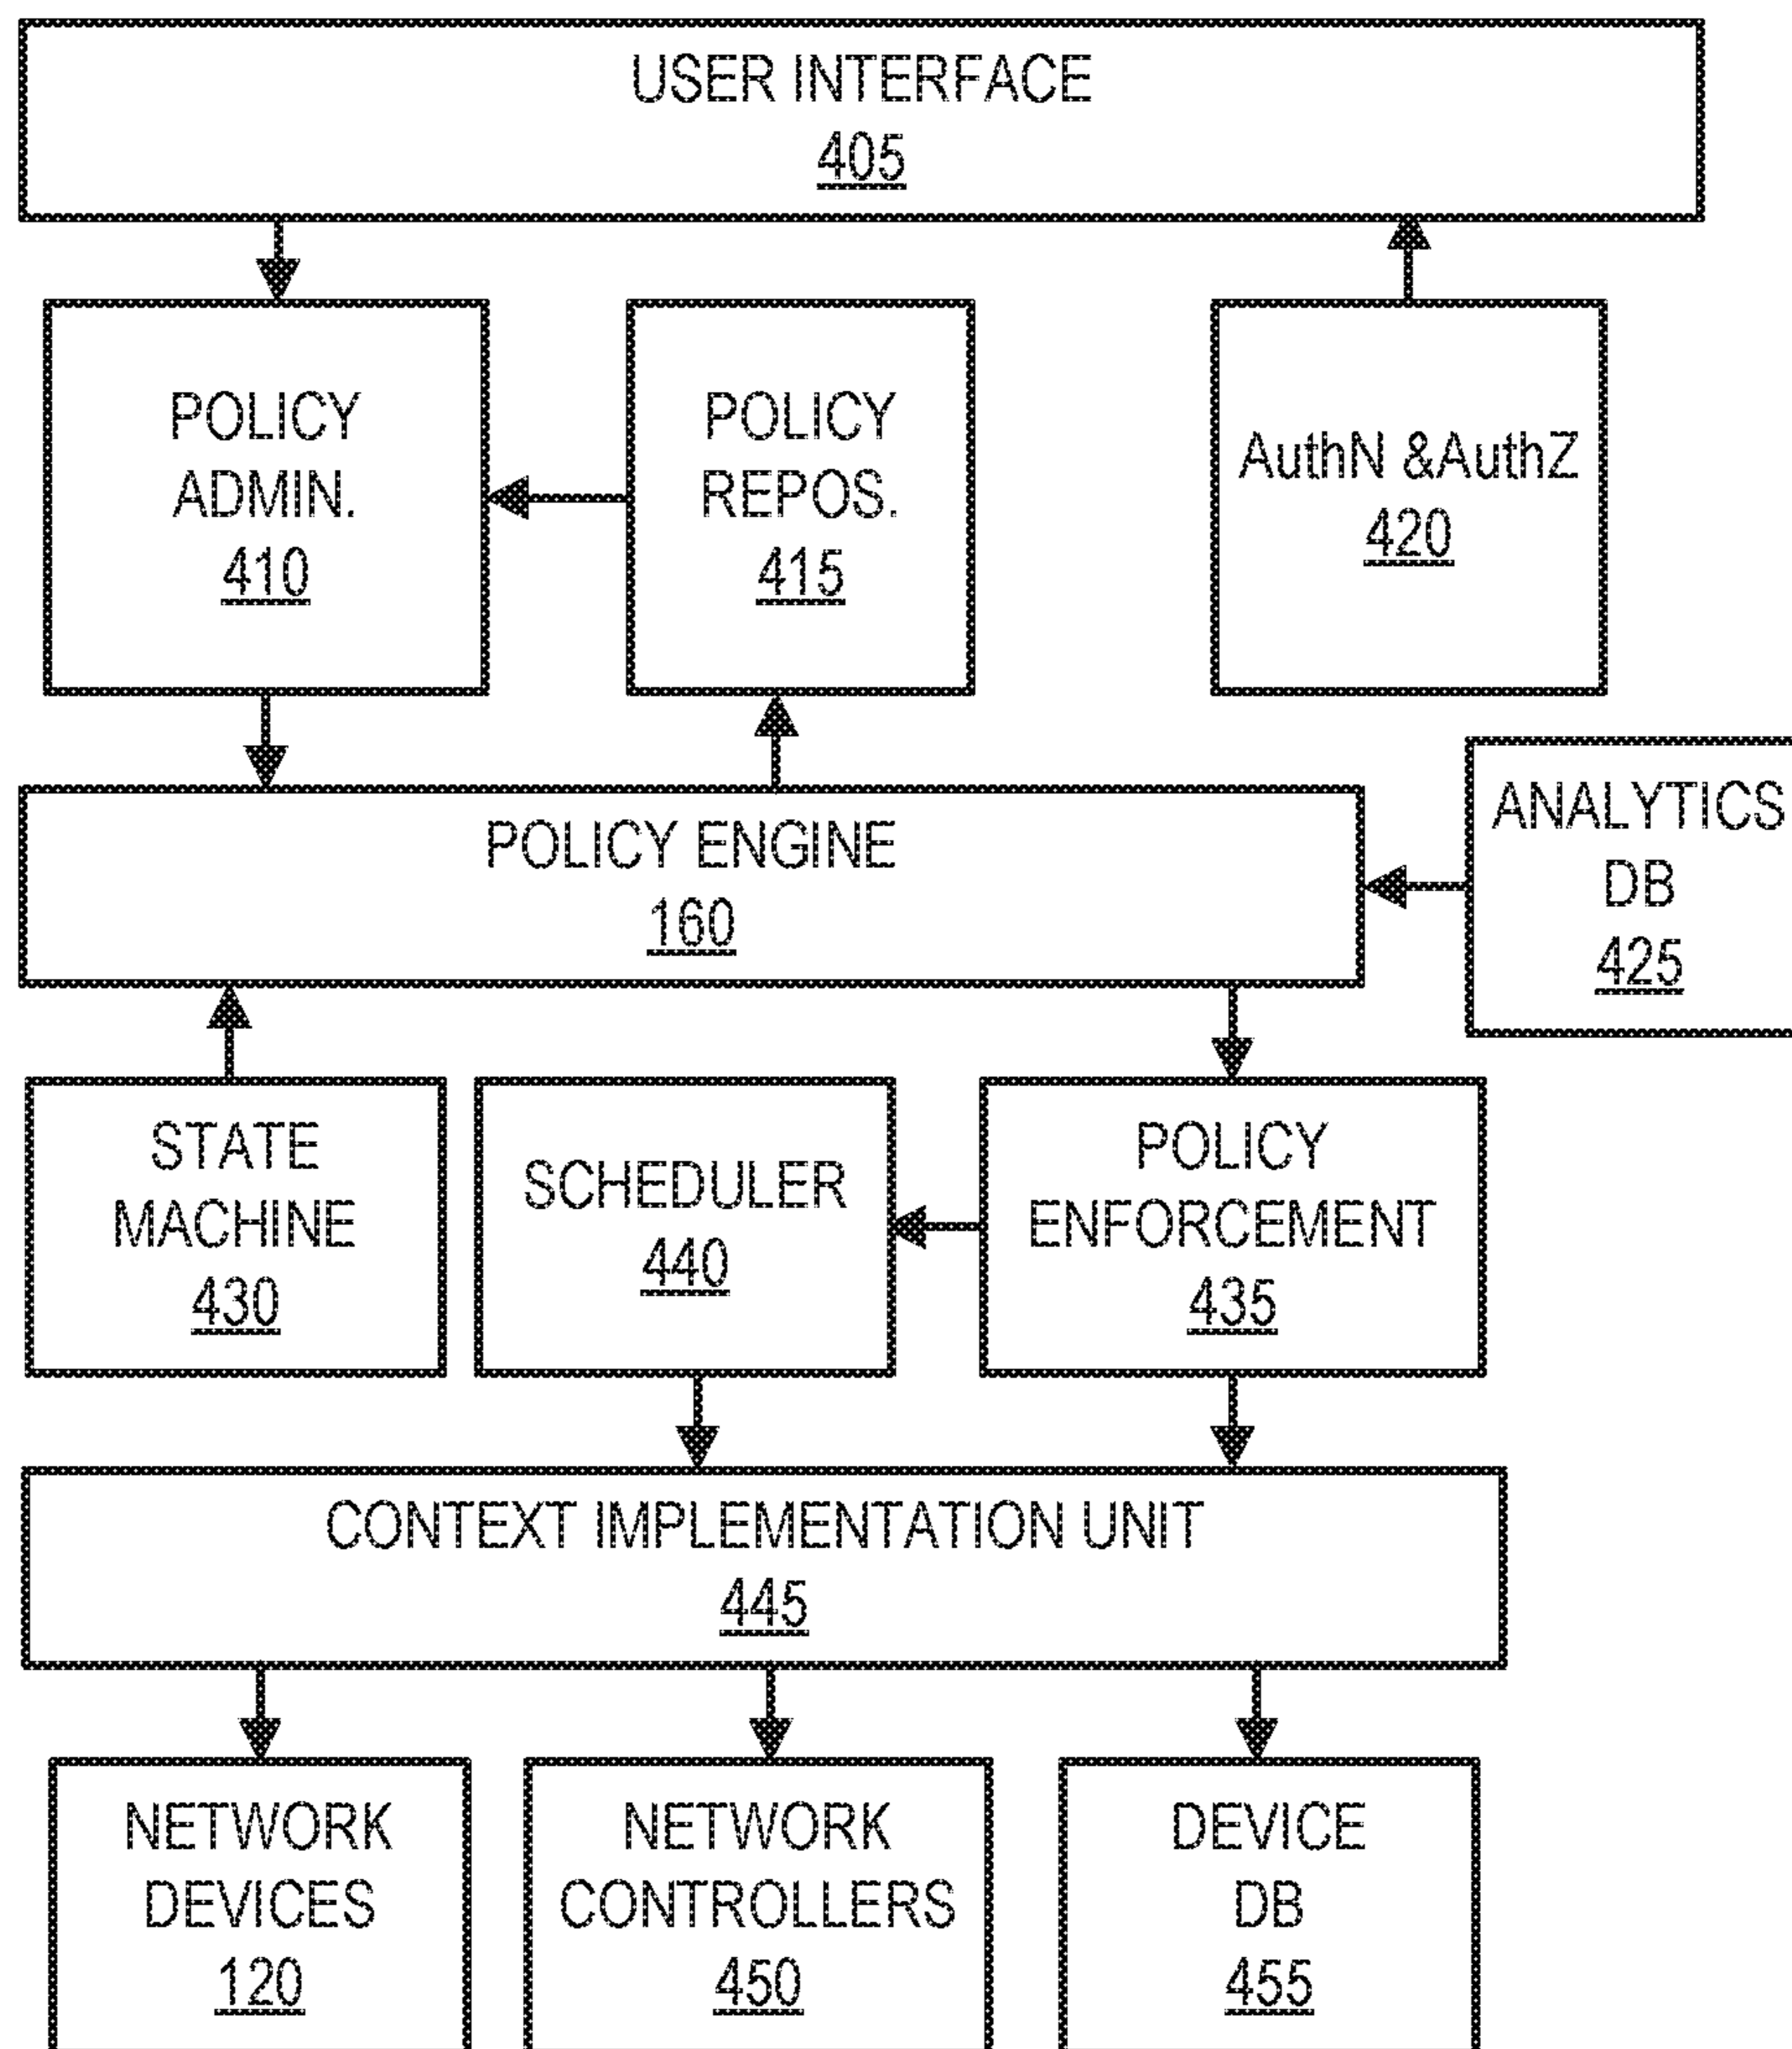 USER INTERFACE
405
POLICY
ADMIN.
410
POLICY
REPOS.
415
AuthN &AuthZ
420
POLICY ENGINE
160
ANALYTICS
DB
425
STATE
MACHINE
430
SCHEDULER
440
POLICY
ENFORCEMENT
435
CONTEXT IMPLEMENTATION UNIT
445
NETWORK
DEVICES
120
NETWORK
CONTROLLERS
450
DEVICE
DB
455